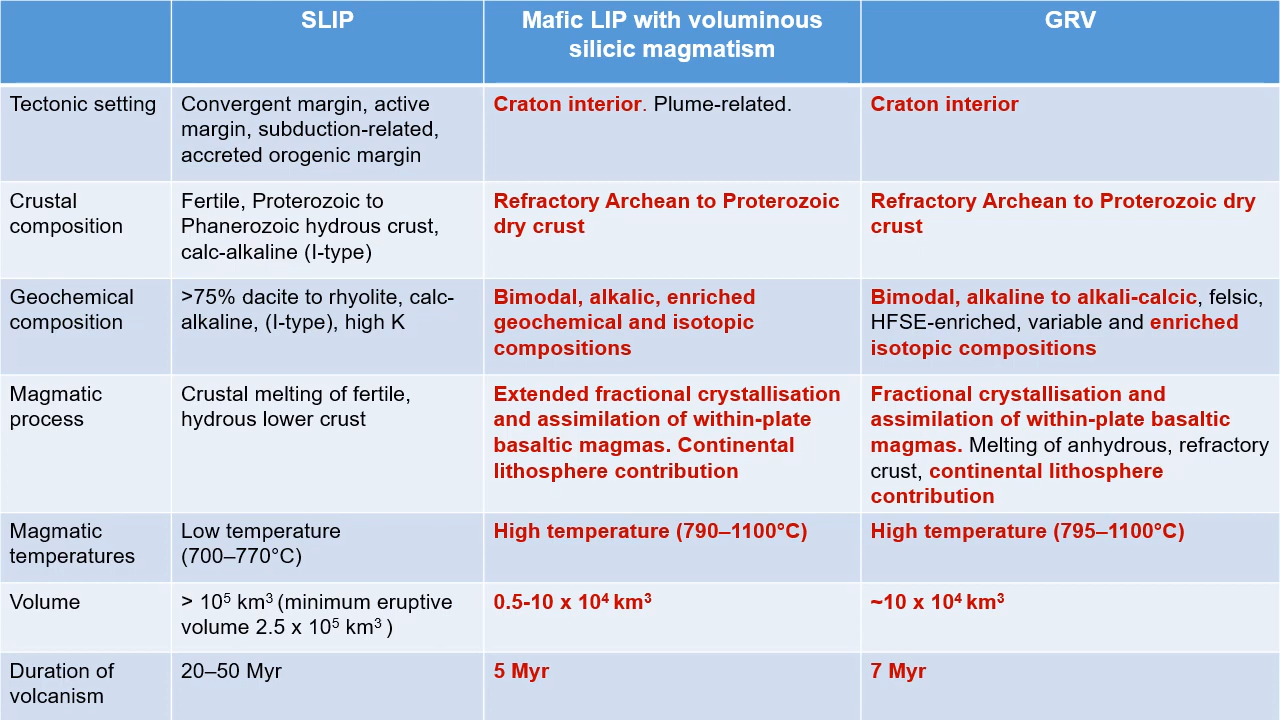 SLIP
Mafic LIP with voluminous
silicic magmatism
GRV
Tectonic setting
Convergent margin, active
margin, subduction-related,
accreted orogenic margin
Craton interior. Plume-related.
Craton interior
Crustal
composition
Fertile, Proterozoic to
Phanerozoic hydrous crust,
calc-alkaline (I-type)
Refractory Archean to Proterozoic
dry crust
Refractory Archean to Proterozoic dry
crust
Geochemical
composition
>75% dacite to rhyolite, calc-
alkaline, (I-type), high K
Bimodal, alkalic, enriched
geochemical and isotopic
compositions
Bimodal, alkaline to alkali-calcic, felsic,
HFSE-enriched, variable and enriched
isotopic compositions
Magmatic
process
Crustal melting of fertile,
hydrous lower crust
Extended fractional crystallisation
and assimilation of within-plate
basaltic magmas. Continental
lithosphere contribution
Fractional crystallisation and
assimilation of within-plate basaltic
magmas. Melting of anhydrous, refractory
crust, continental lithosphere
contribution
Magmatic
temperatures
Low temperature
(700–770°C)
High temperature (790–1100°C)
High temperature (795–1100°C)
Volume
> 10⁵ km³ (minimum eruptive
volume 2.5 x 10⁵ km³ )
0.5-10 x 10⁴ km³
~10 x 10⁴ km³
Duration of
volcanism
20–50 Myr
5 Myr
7 Myr